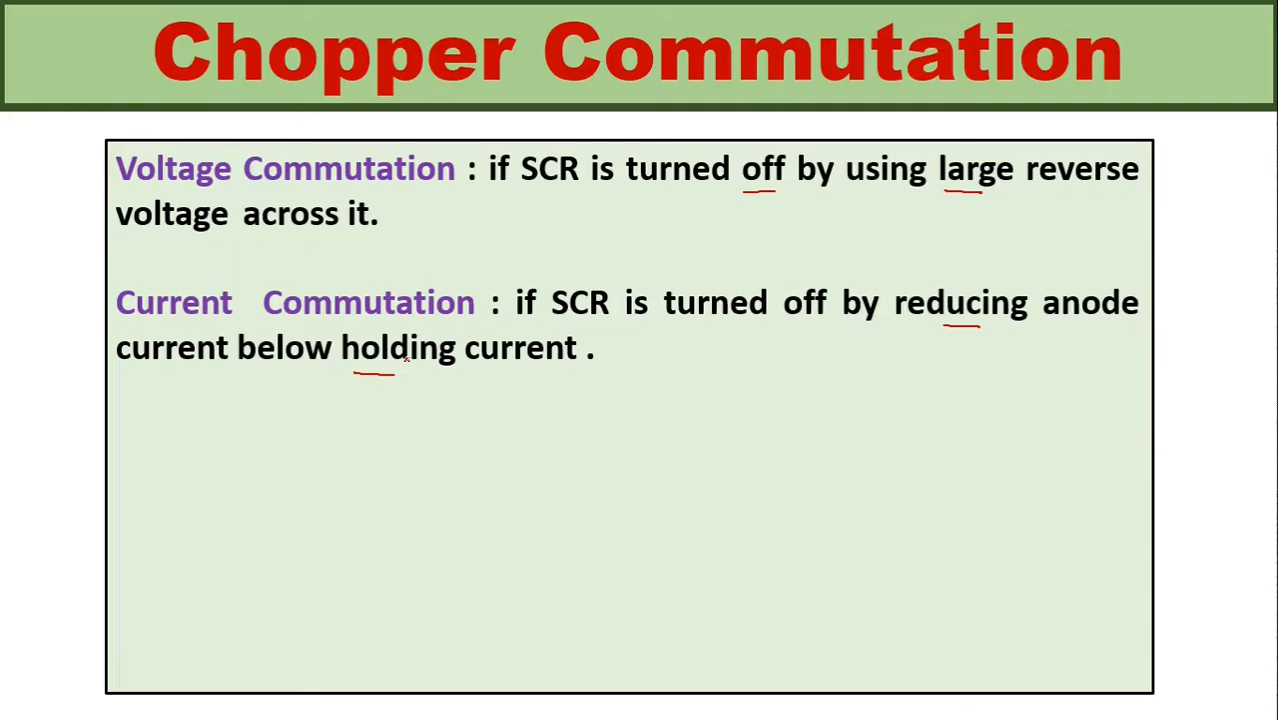 Chopper Commutation
Voltage Commutation : if SCR is turned off by using large reverse
voltage across it.
Current Commutation : if SCR is turned off by reducing anode
current below holding current .